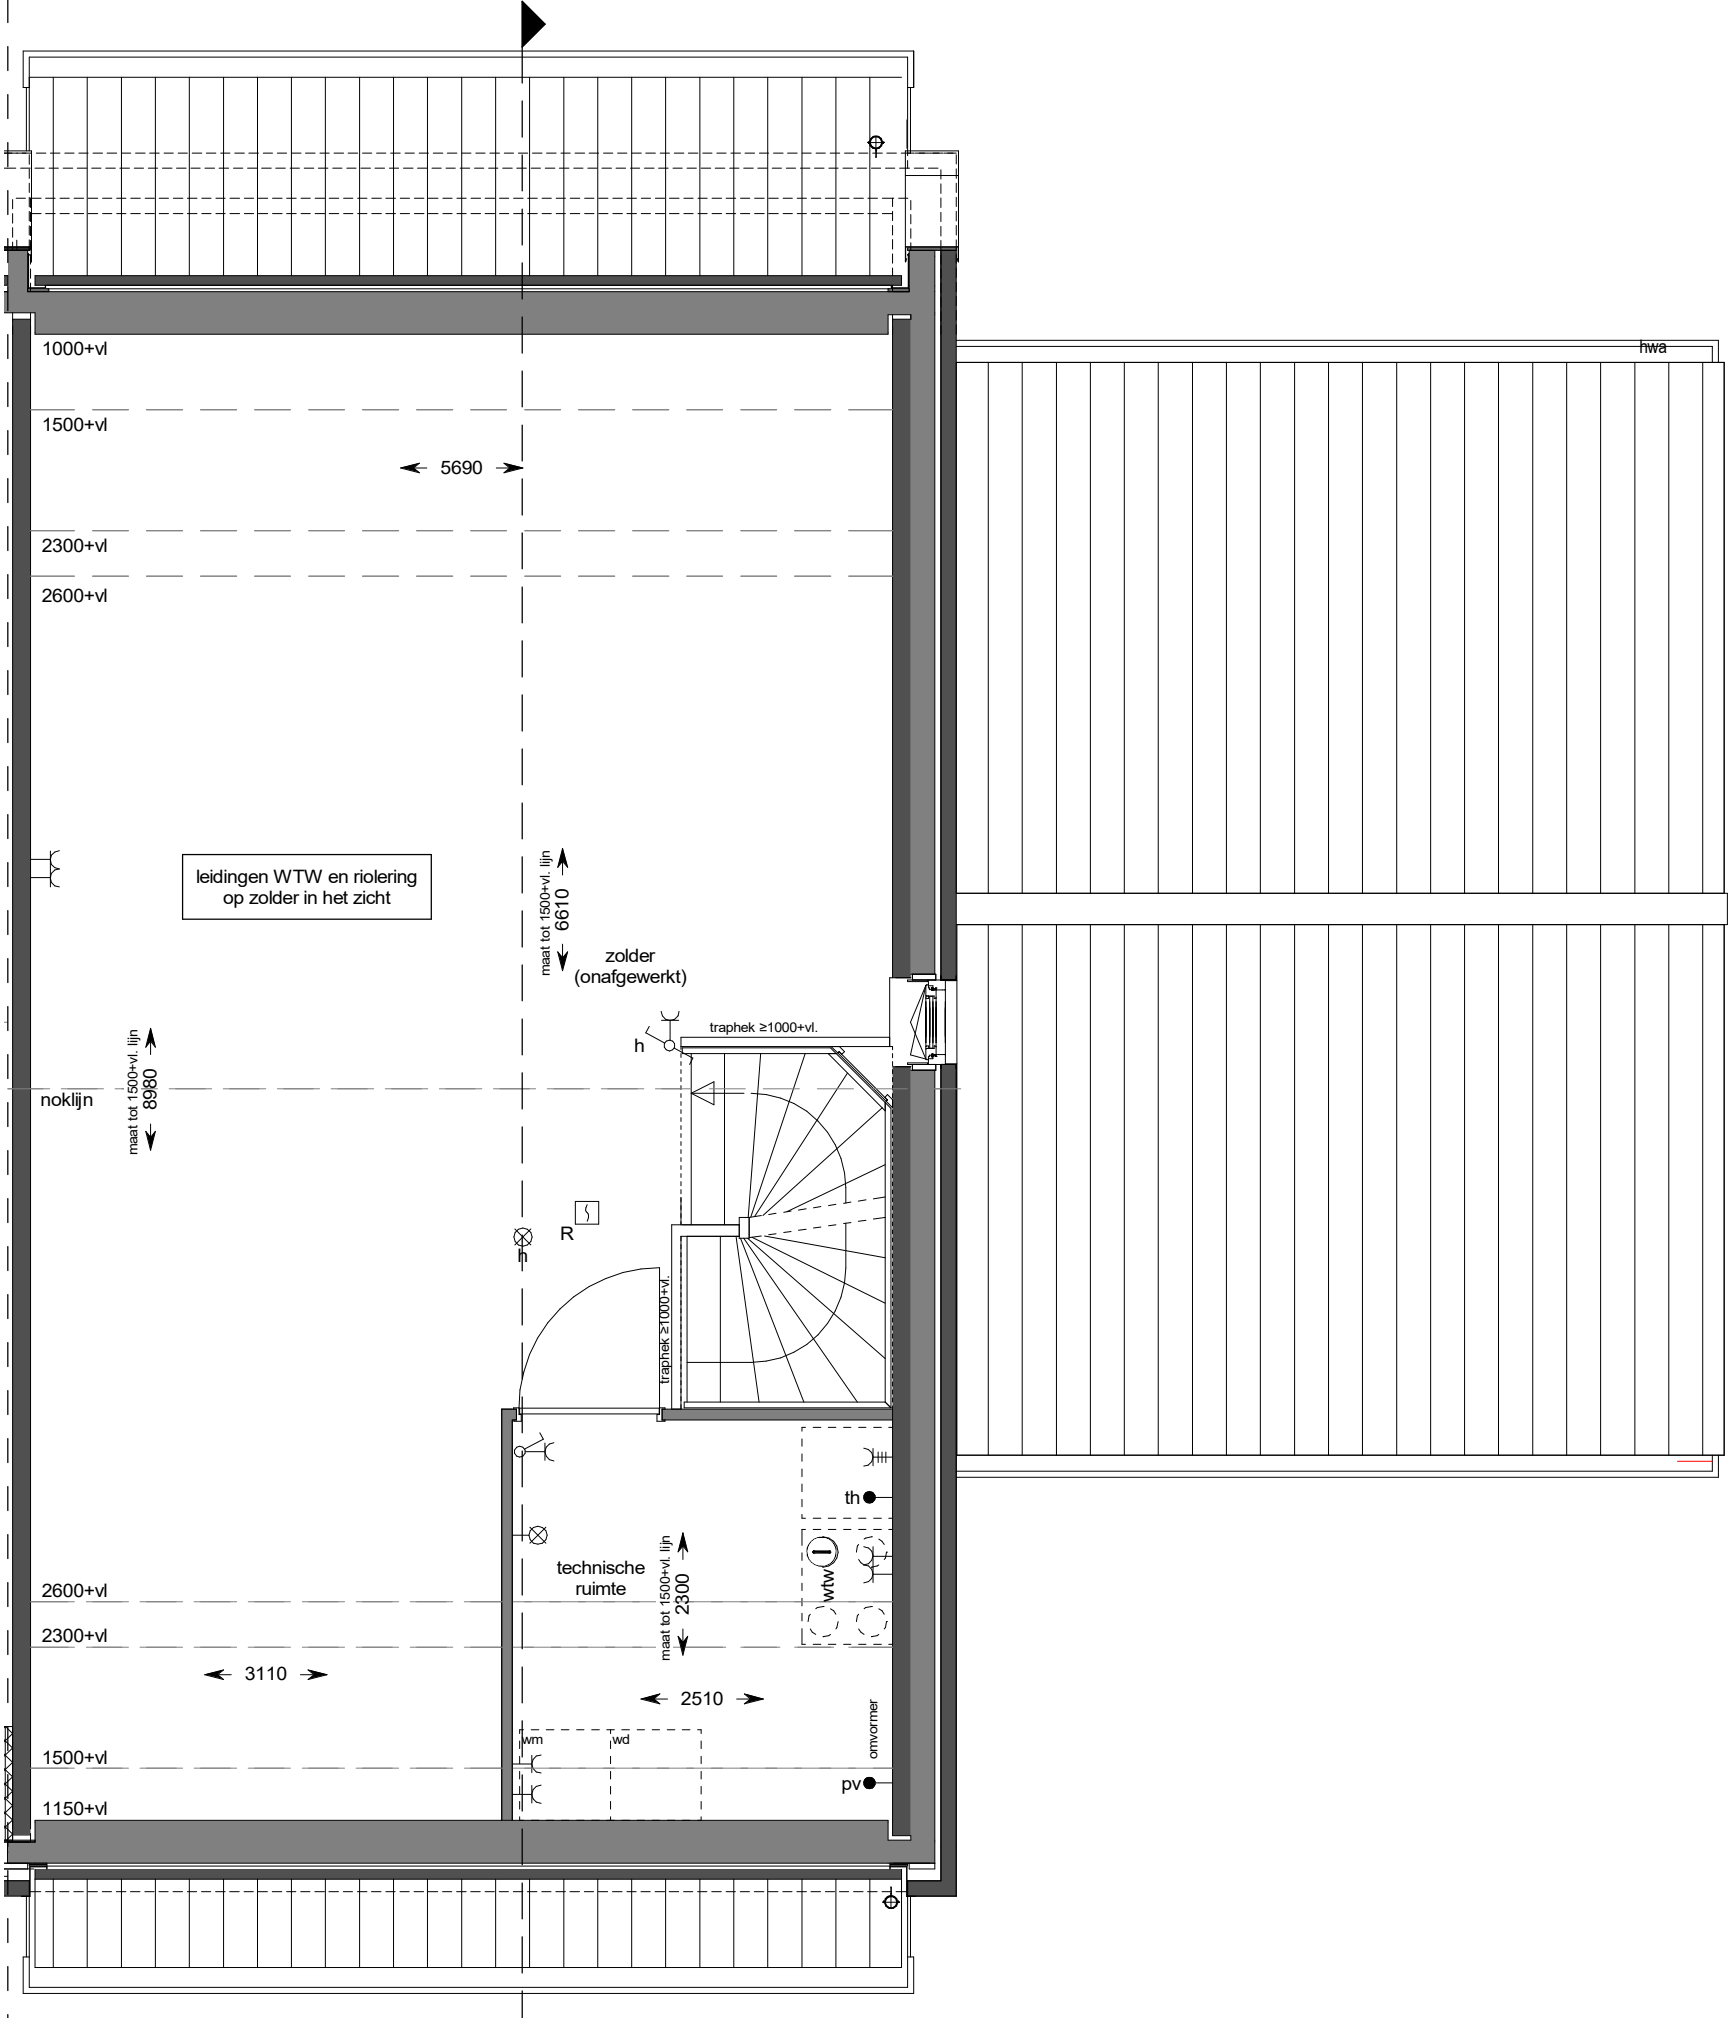 1000+vl
hwa
1500+vl
5690
2300+vl
2600+vl
leidingen WTW en riolering
op zolder in het zicht
maat tot 1500+vl. lijn
6610
zolder
(onafgewerkt)
traphek ≥1000+vl.
h
noklijn
maat tot 1500+vl. lijn
8980
R
h
traphek ≥1000+vl.
th
technische
ruimte
maat tot 1500+vl. lijn
2300
wtw
2600+vl
2300+vl
3110
2510
omvormer
wm
wd
1500+vl
pv
1150+vl